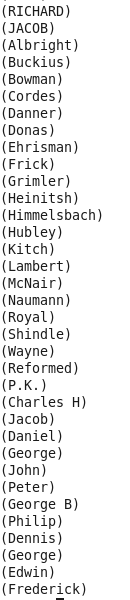 (RICHARD)
(JACOB)
(Albright)
(Buckius)
(Bowman)
(Cordes)
(Danner)
(Donas)
(Ehrisman)
(Frick)
(Grimler)
(Heinitsh)
(Himmelsbach)
(Hubley)
(Kitch)
(Lambert)
(McNair)
(Naumann)
(Royal)
(Shindle)
(Wayne)
(Reformed)
(P.K.)
(Charles H)
(Jacob)
(Daniel)
(George)
(John)
(Peter)
(George B)
(Philip)
(Dennis)
(George)
(Edwin)
(Frederick)